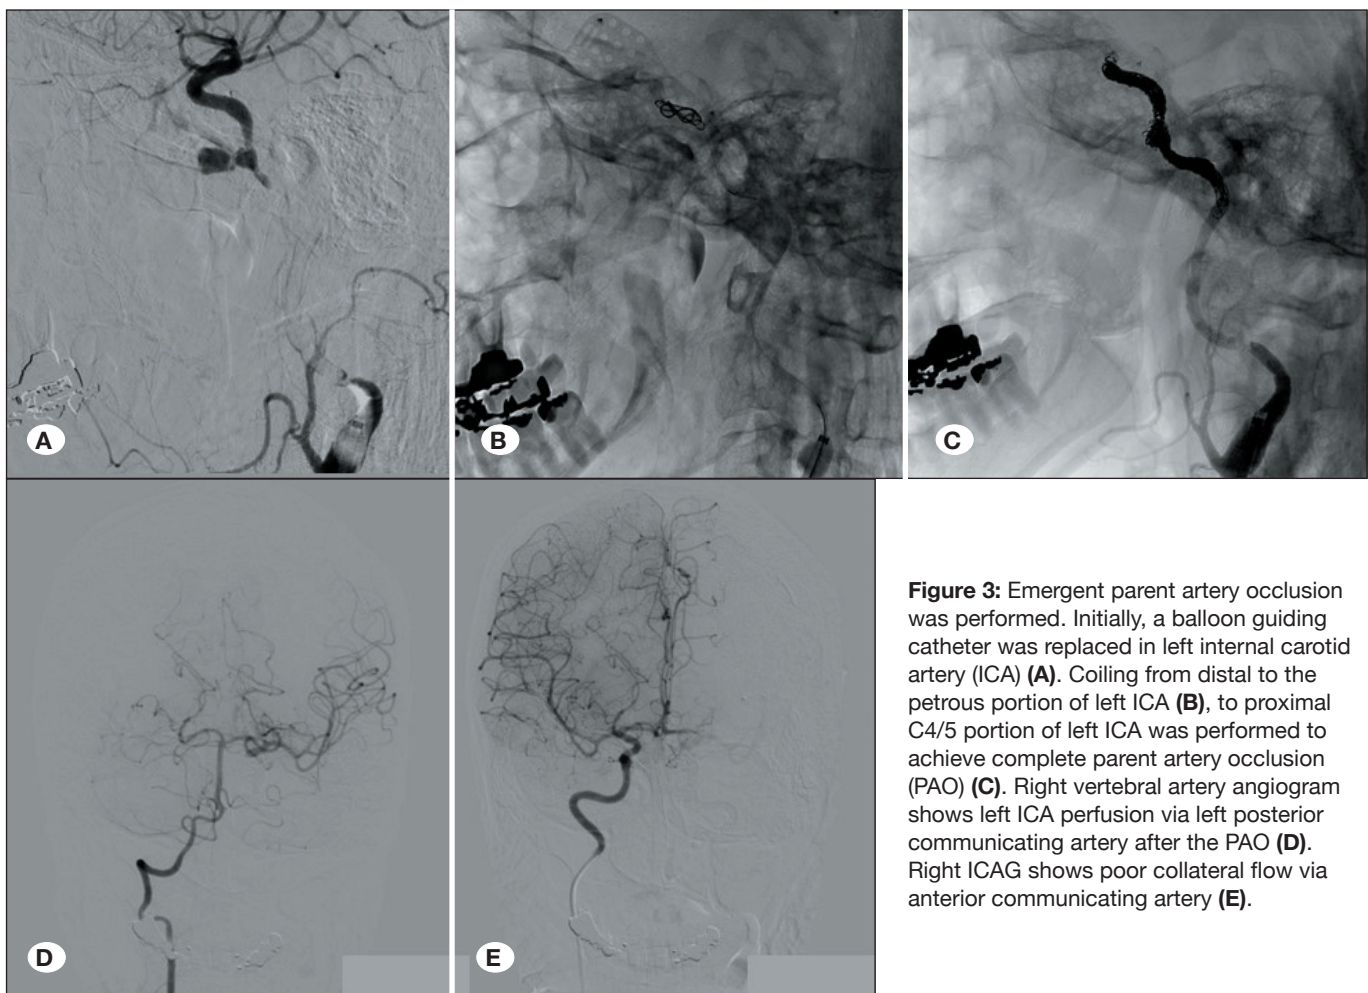 A
B
C
D
E
Figure 3: Emergent parent artery occlusion
was performed. Initially, a balloon guiding
catheter was replaced in left internal carotid
artery (ICA) (A). Coiling from distal to the
petrous portion of left ICA (B), to proximal
C4/5 portion of left ICA was performed to
achieve complete parent artery occlusion
(PAO) (C). Right vertebral artery angiogram
shows left ICA perfusion via left posterior
communicating artery after the PAO (D).
Right ICAG shows poor collateral flow via
anterior communicating artery (E).